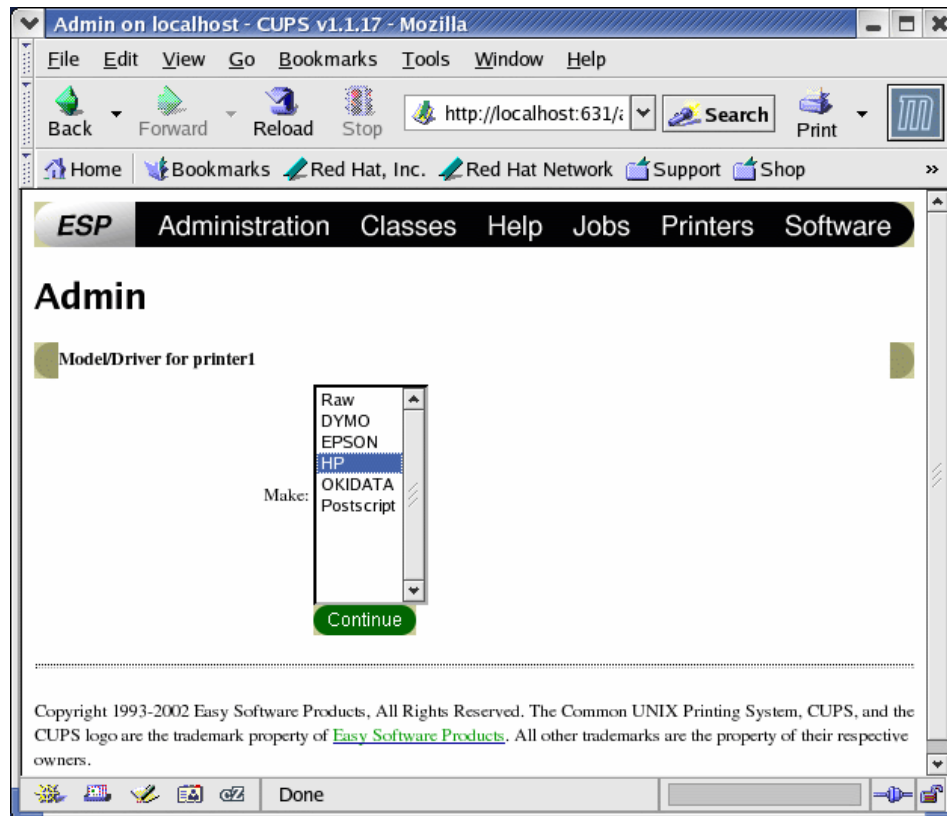 Admin on localhost - CUPS v1.1.17 - Mozilla
File Edit View Go Bookmarks Tools Window Help
Back Forward Reload Stop http://localhost:631/a Search Print
Home Bookmarks Red Hat, Inc. Red Hat Network Support Shop »
ESP Administration Classes Help Jobs Printers Software
Admin
Model/Driver for printer1
Make:
Raw
DYMO
EPSON
HP
OKIDATA
Postscript
Continue
Copyright 1993-2002 Easy Software Products, All Rights Reserved. The Common UNIX Printing System, CUPS, and the
CUPS logo are the trademark property of Easy Software Products. All other trademarks are the property of their respective
owners.
Done